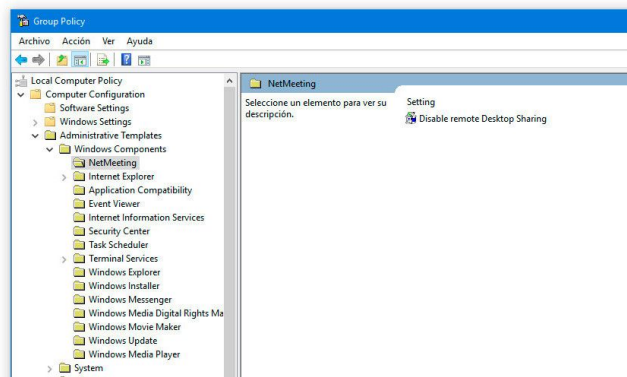 Group Policy
Archivo Acción Ver Ayuda
Local Computer Policy
Computer Configuration
Software Settings
Windows Settings
Administrative Templates
Windows Components
NetMeeting
Internet Explorer
Application Compatibility
Event Viewer
Internet Information Services
Security Center
Task Scheduler
Terminal Services
Windows Explorer
Windows Installer
Windows Messenger
Windows Media Digital Rights Ma
Windows Movie Maker
Windows Update
Windows Media Player
System
NetMeeting
Seleccione un elemento para ver su
descripción.
Setting
Disable remote Desktop Sharing